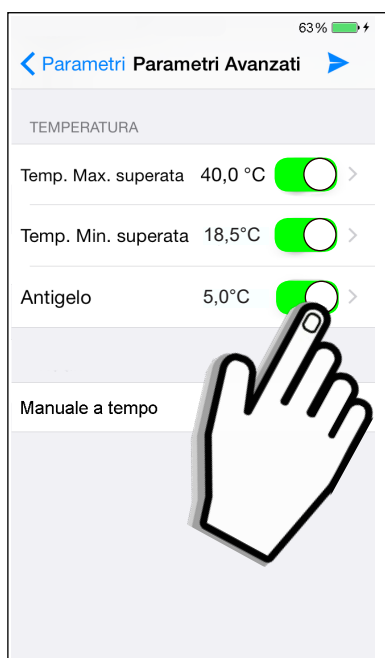 63%
Parametri Parametri Avanzati
TEMPERATURA
Temp. Max. superata 40,0 °C
Temp. Min. superata 18,5°C
Antigelo 5,0°C
Manuale a tempo